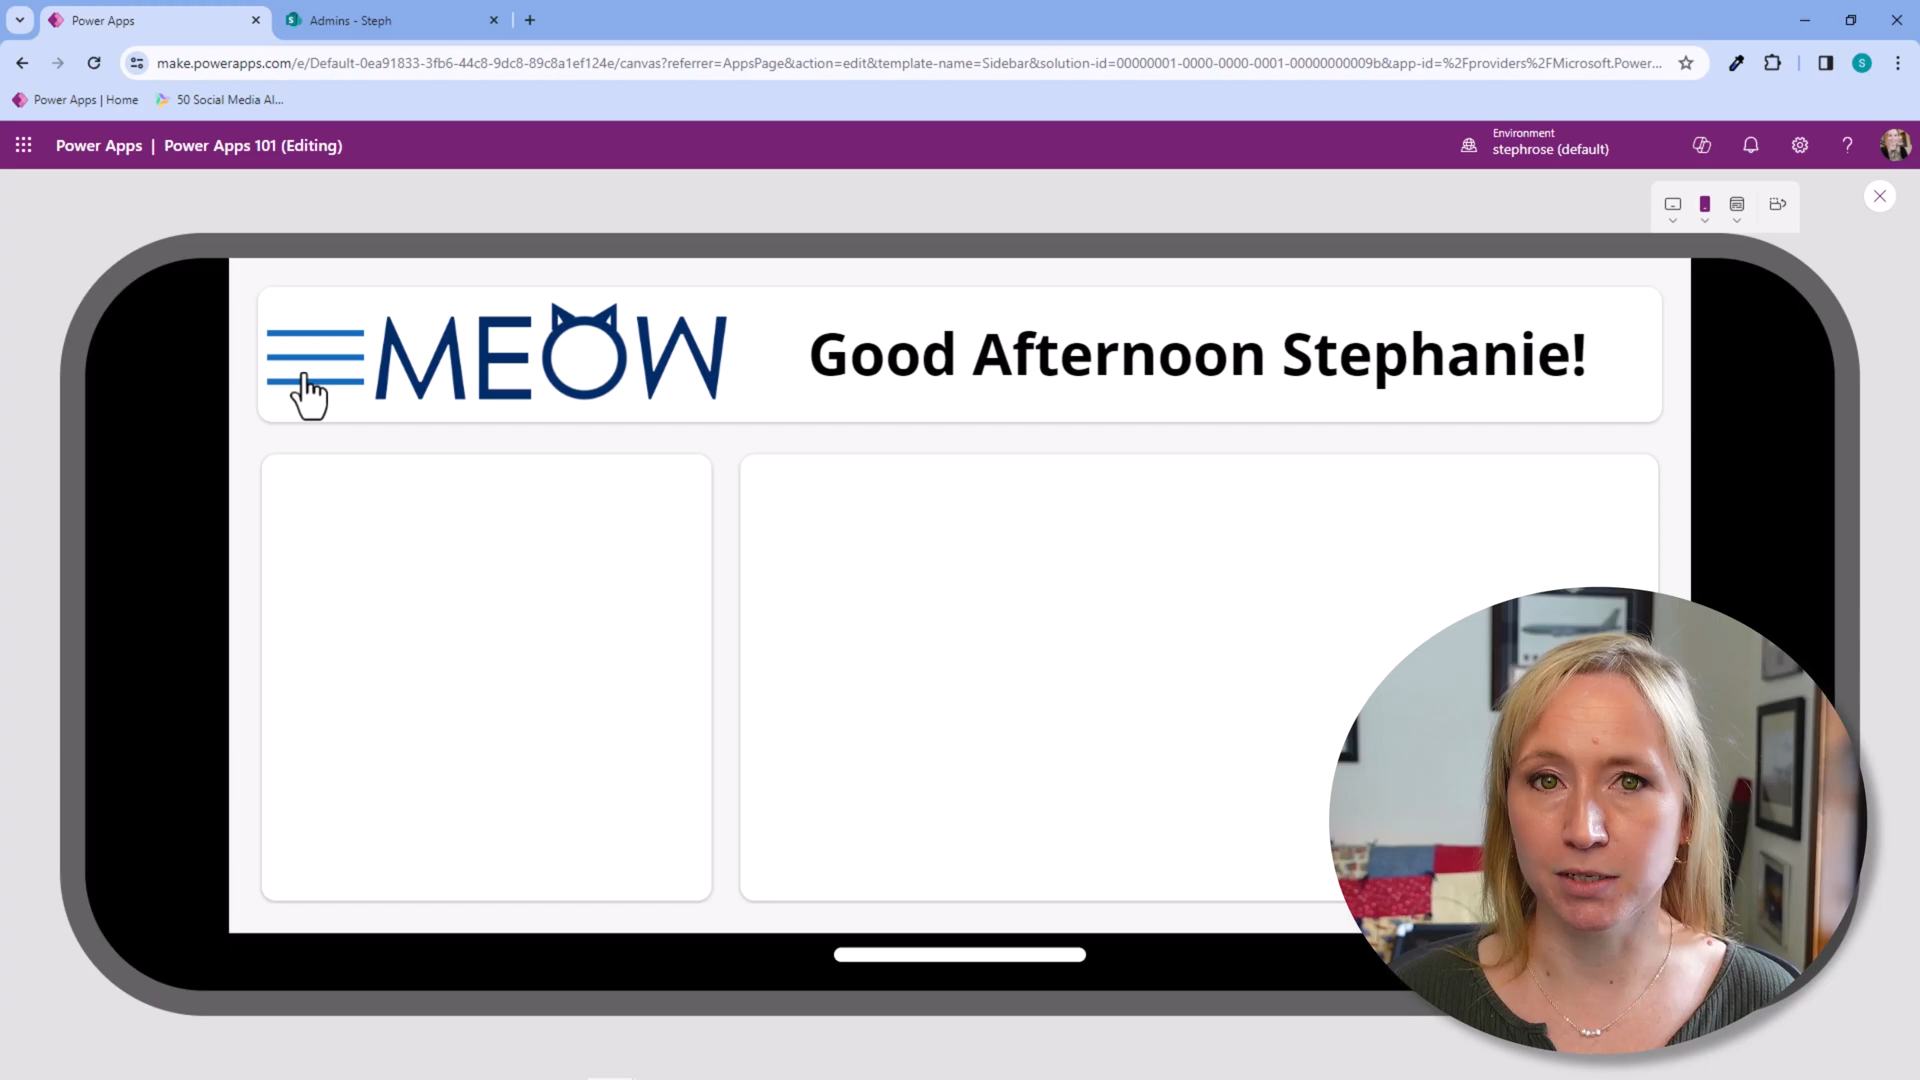 Power Apps
Admins - Steph
make.powerapps.com/e/Default-0ea91833-3fb6-44c8-9dc8-89c8a1ef124e/canvas?referrer=AppsPage&action=edit&template-name=Sidebar&solution-id=00000001-0000-0000-0001-00000000009b&app-id=%2Fproviders%2FMicrosoft.Power...
Power Apps | Home
50 Social Media AI...
Power Apps | Power Apps 101 (Editing)
Environment
stephrose (default)
MEOW
Good Afternoon Stephanie!